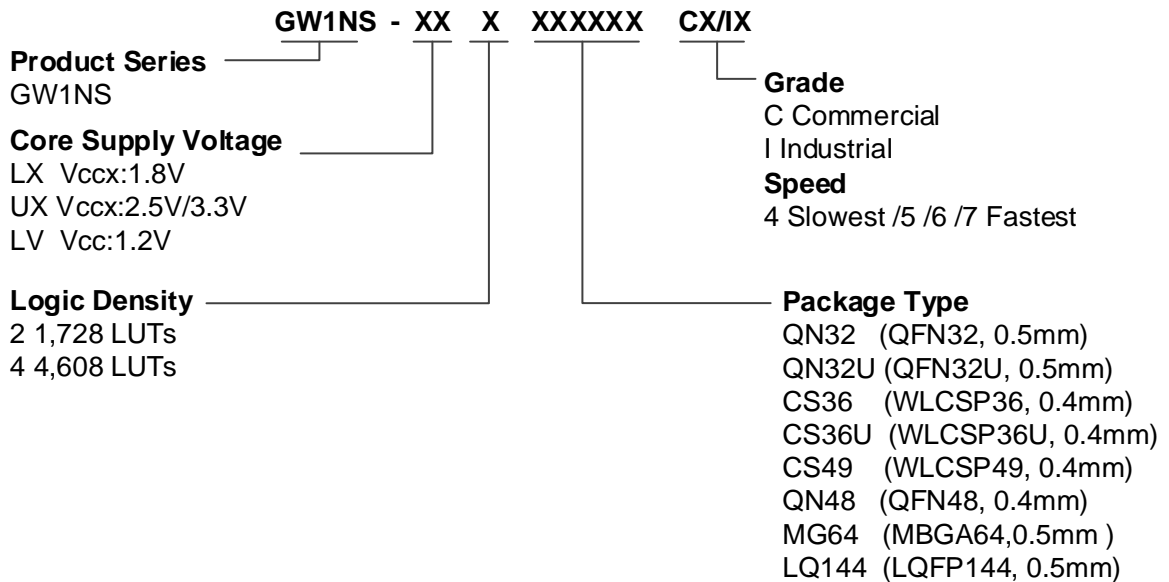 GW1NS - XX X XXXXXX CX/IX
Product Series
GW1NS
Core Supply Voltage
LX Vccx:1.8V
UX Vccx:2.5V/3.3V
LV Vcc:1.2V
Logic Density
2 1,728 LUTs
4 4,608 LUTs
Grade
C Commercial
I Industrial
Speed
4 Slowest /5 /6 /7 Fastest
Package Type
QN32 (QFN32, 0.5mm)
QN32U (QFN32U, 0.5mm)
CS36 (WLCSP36, 0.4mm)
CS36U (WLCSP36U, 0.4mm)
CS49 (WLCSP49, 0.4mm)
QN48 (QFN48, 0.4mm)
MG64 (MBGA64,0.5mm )
LQ144 (LQFP144, 0.5mm)